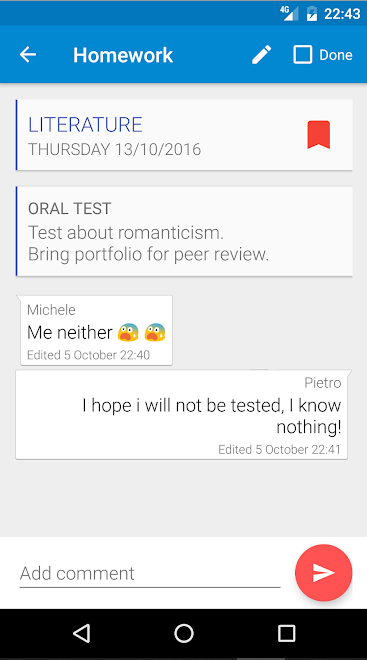 4G 22:43
Homework Done
LITERATURE
THURSDAY 13/10/2016
ORAL TEST
Test about romanticism.
Bring portfolio for peer review.
Michele
Me neither 😨 😨
Edited 5 October 22:40
Pietro
I hope i will not be tested, I know
nothing!
Edited 5 October 22:41
Add comment